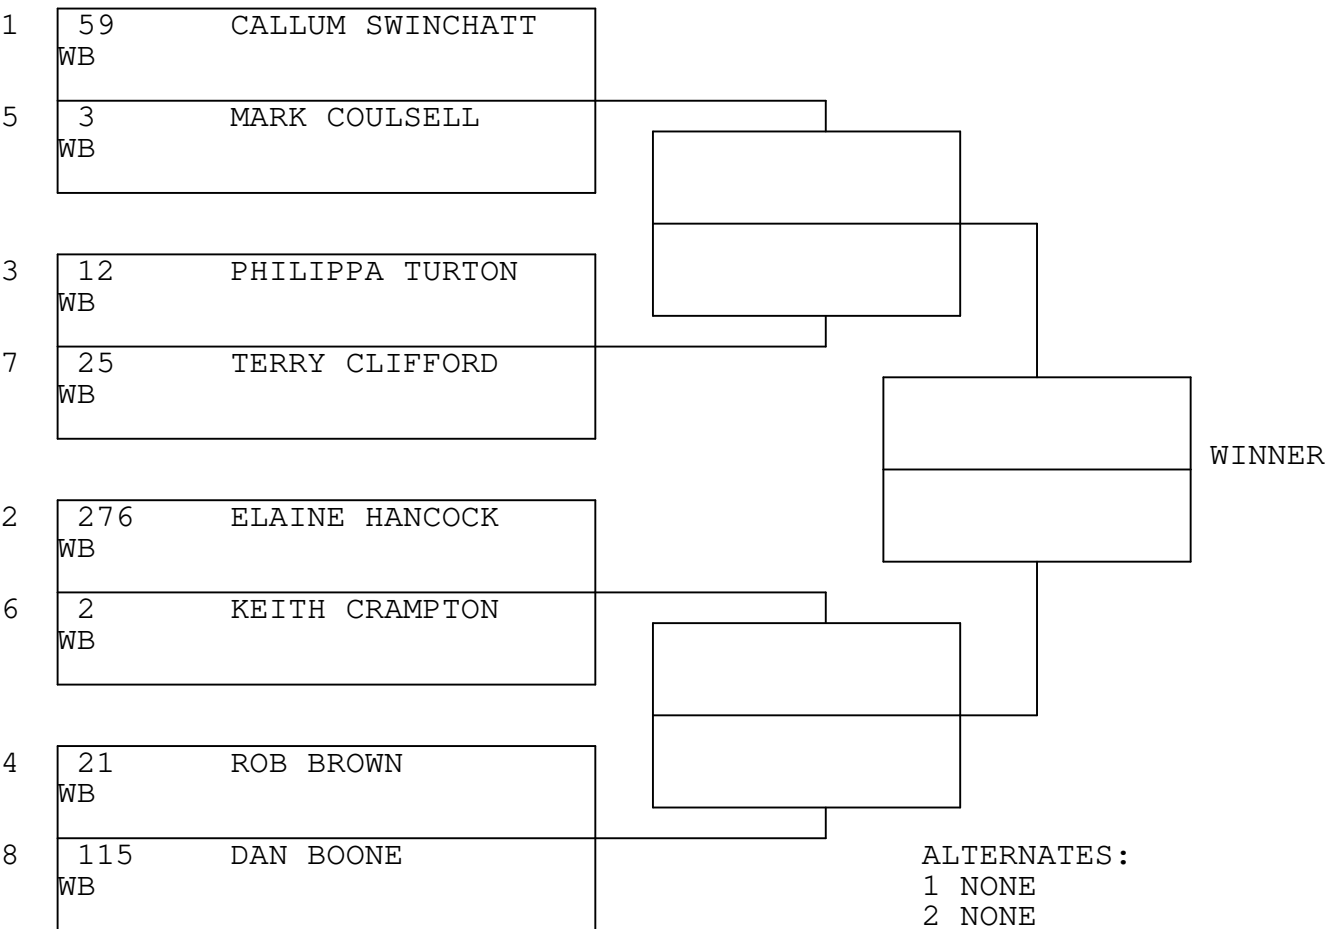 1 59 CALLUM SWINCHATT
WB
5 3 MARK COULSELL
WB
3 12 PHILIPPA TURTON
WB
7 25 TERRY CLIFFORD
WB
WINNER
2 276 ELAINE HANCOCK
WB
6 2 KEITH CRAMPTON
WB
4 21 ROB BROWN
WB
8 115 DAN BOONE
WB
ALTERNATES:
1 NONE
2 NONE